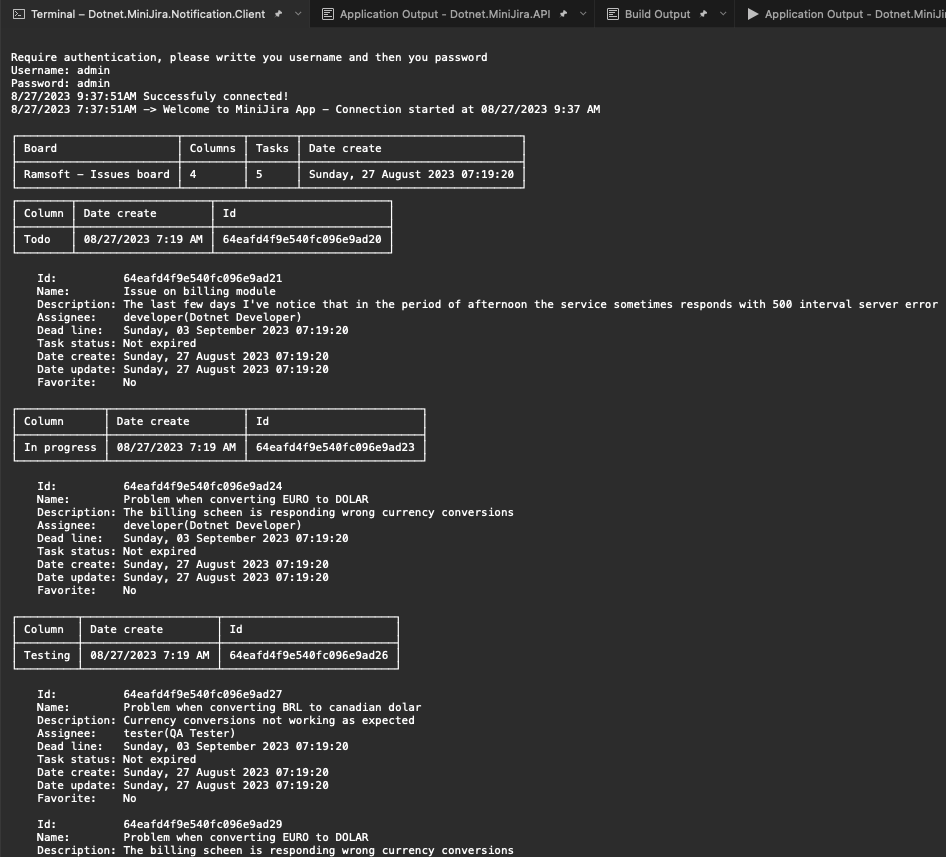 Terminal – Dotnet.MiniJira.Notification.Client
Application Output - Dotnet.MiniJira.API
Build Output
Application Output - Dotnet.MiniJir
Require authentication, please writte you username and then you password
Username: admin
Password: admin
8/27/2023 9:37:51AM Successfuly connected!
8/27/2023 7:37:51AM -> Welcome to MiniJira App - Connection started at 08/27/2023 9:37 AM
Board Columns Tasks Date create
Ramsoft - Issues board 4 5 Sunday, 27 August 2023 07:19:20
Column Date create Id
Todo 08/27/2023 7:19 AM 64eafd4f9e540fc096e9ad20
Id: 64eafd4f9e540fc096e9ad21
Name: Issue on billing module
Description: The last few days I've notice that in the period of afternoon the service sometimes responds with 500 interval server error
Assignee: developer(Dotnet Developer)
Dead line: Sunday, 03 September 2023 07:19:20
Task status: Not expired
Date create: Sunday, 27 August 2023 07:19:20
Date update: Sunday, 27 August 2023 07:19:20
Favorite: No
Column Date create Id
In progress 08/27/2023 7:19 AM 64eafd4f9e540fc096e9ad23
Id: 64eafd4f9e540fc096e9ad24
Name: Problem when converting EURO to DOLAR
Description: The billing scheen is responding wrong currency conversions
Assignee: developer(Dotnet Developer)
Dead line: Sunday, 03 September 2023 07:19:20
Task status: Not expired
Date create: Sunday, 27 August 2023 07:19:20
Date update: Sunday, 27 August 2023 07:19:20
Favorite: No
Column Date create Id
Testing 08/27/2023 7:19 AM 64eafd4f9e540fc096e9ad26
Id: 64eafd4f9e540fc096e9ad27
Name: Problem when converting BRL to canadian dolar
Description: Currency conversions not working as expected
Assignee: tester(QA Tester)
Dead line: Sunday, 03 September 2023 07:19:20
Task status: Not expired
Date create: Sunday, 27 August 2023 07:19:20
Date update: Sunday, 27 August 2023 07:19:20
Favorite: No
Id: 64eafd4f9e540fc096e9ad29
Name: Problem when converting EURO to DOLAR
Description: The billing scheen is responding wrong currency conversions